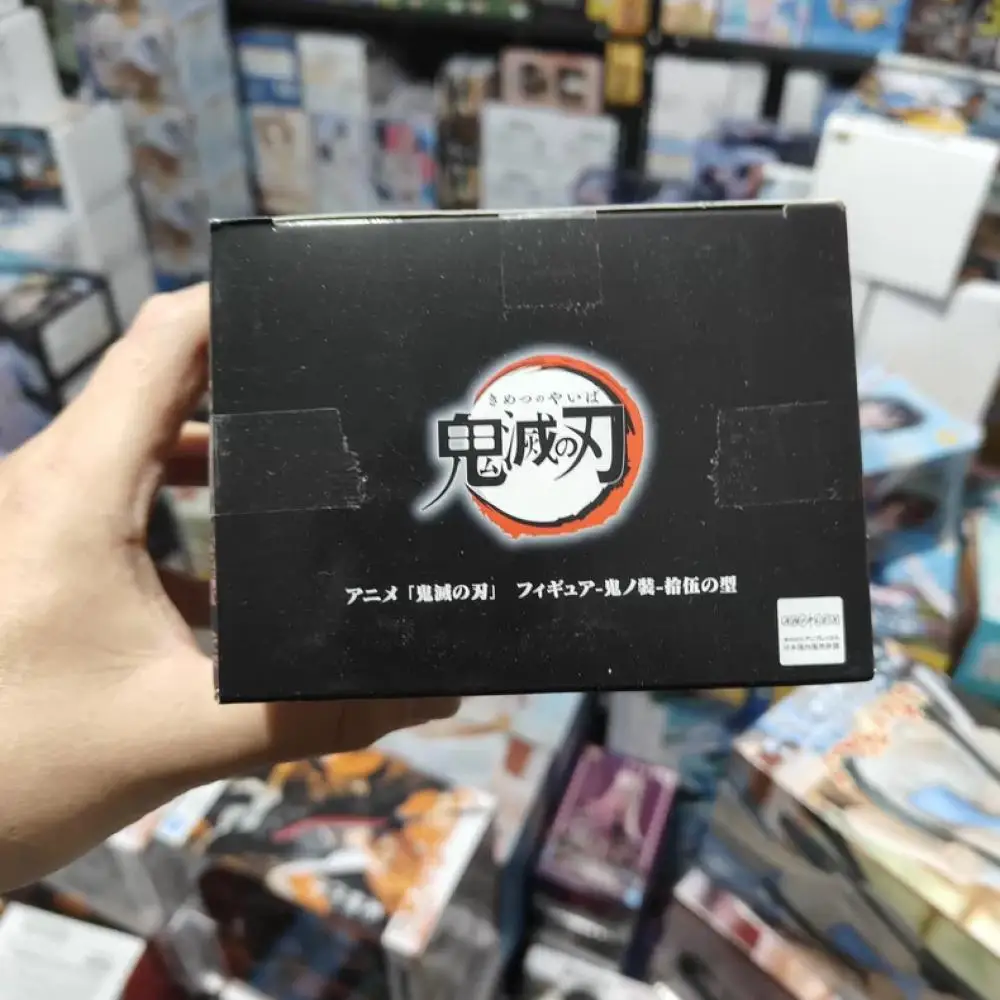 きめつのやいば
鬼滅の刃
アニメ「鬼滅の刃」 フィギュア-鬼ノ装-拾伍の型